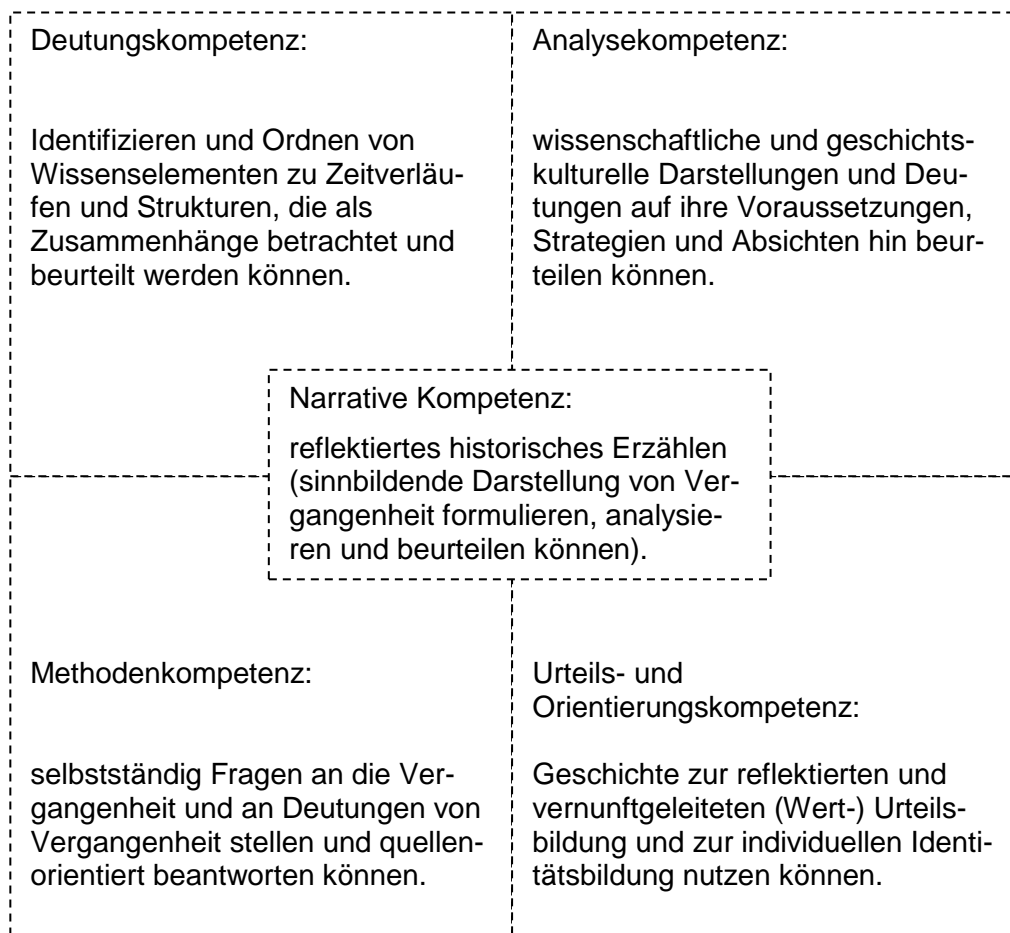 Deutungskompetenz:
Identifizieren und Ordnen von
Wissenselementen zu Zeitverläu-
fen und Strukturen, die als
Zusammenhänge betrachtet und
beurteilt werden können.
Analysekompetenz:
wissenschaftliche und geschichts-
kulturelle Darstellungen und Deu-
tungen auf ihre Voraussetzungen,
Strategien und Absichten hin beur-
teilen können.
Narrative Kompetenz:
reflektiertes historisches Erzählen
(sinnbildende Darstellung von Ver-
gangenheit formulieren, analysie-
ren und beurteilen können).
Methodenkompetenz:
selbstständig Fragen an die Ver-
gangenheit und an Deutungen von
Vergangenheit stellen und quellen-
orientiert beantworten können.
Urteils- und
Orientierungskompetenz:
Geschichte zur reflektierten und
vernunftgeleiteten (Wert-) Urteils-
bildung und zur individuellen Identi-
tätsbildung nutzen können.